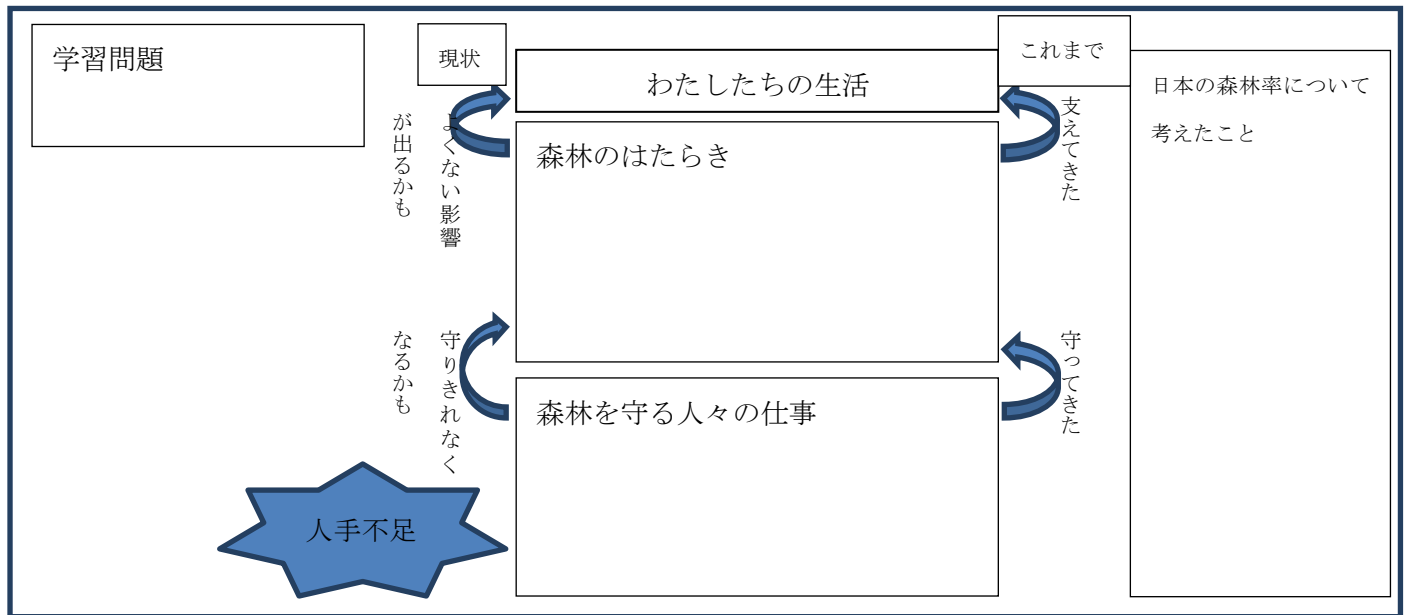 学習問題
現状
わたしたちの生活
これまで
日本の森林率について
考えたこと
よくない影響
が出るかも
森林のはたらき
支えてきた
守りきれなく
なるかも
森林を守る人々の仕事
守ってきた
人手不足